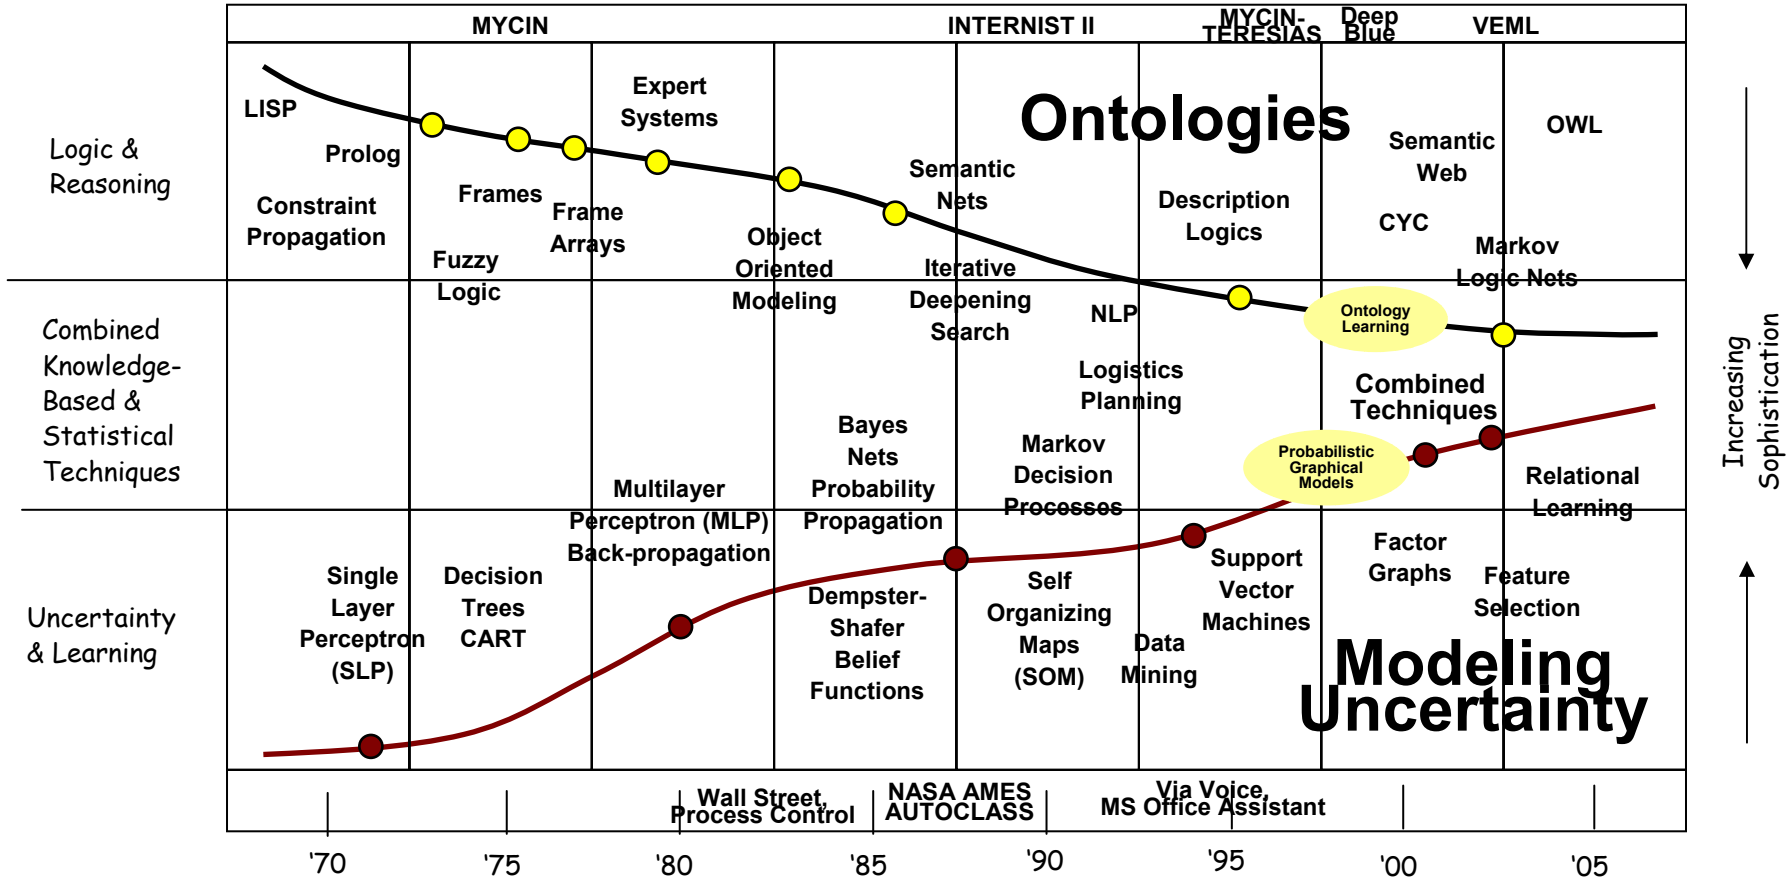 MYCIN
INTERNIST II
MYCIN-
TERESIAS
Deep
Blue
VEML
Logic &
Reasoning
LISP
Prolog
Constraint
Propagation
Frames
Fuzzy
Logic
Frame
Arrays
Expert
Systems
Object
Oriented
Modeling
Semantic
Nets
Iterative
Deepening
Search
Ontologies
Description
Logics
Semantic
Web
CYC
OWL
Markov
Logic Nets
Combined
Knowledge-
Based &
Statistical
Techniques
NLP
Logistics
Planning
Ontology
Learning
Combined
Techniques
Bayes
Nets
Probability
Propagation
Markov
Decision
Processes
Probabilistic
Graphical
Models
Multilayer
Perceptron (MLP)
Back-propagation
Relational
Learning
Increasing
Sophistication
Uncertainty
& Learning
Single
Layer
Perceptron
(SLP)
Decision
Trees
CART
Dempster-
Shafer
Belief
Functions
Self
Organizing
Maps
(SOM)
Data
Mining
Support
Vector
Machines
Factor
Graphs
Feature
Selection
Modeling
Uncertainty
Wall Street,
Process Control
NASA AMES
AUTOCLASS
Via Voice,
MS Office Assistant
‘70
‘75
‘80
‘85
‘90
‘95
‘00
‘05